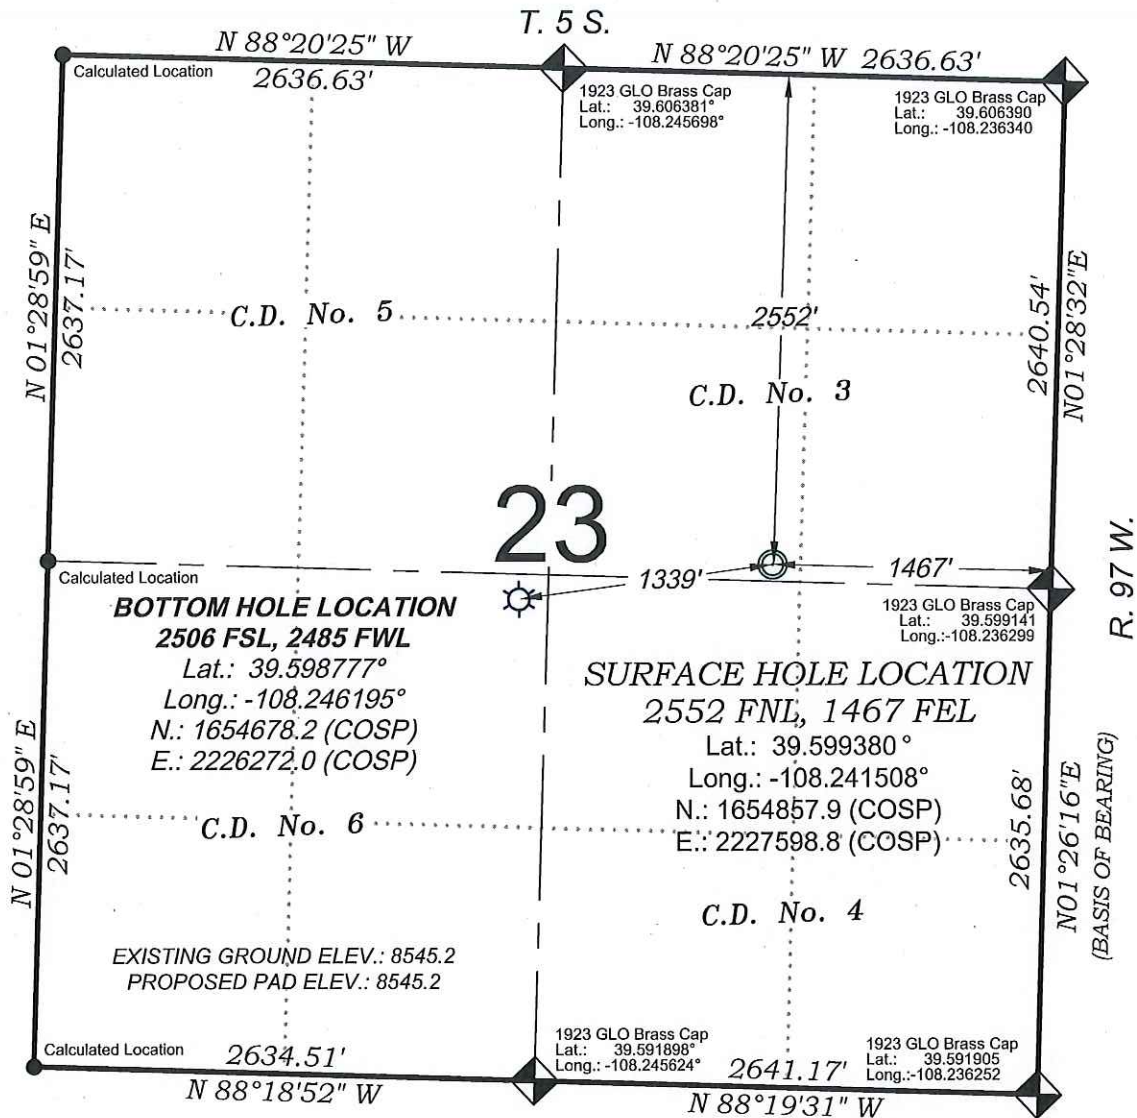 T. 5 S.
N 88°20'25" W
2636.63'
N 88°20'25" W 2636.63'
Calculated Location
1923 GLO Brass Cap
Lat.: 39.606381°
Long.: -108.245698°
1923 GLO Brass Cap
Lat.: 39.606390
Long.: -108.236340
N 01°28'59" E
2637.17'
C.D. No. 5
2552'
C.D. No. 3
2640.54'
N01°28'32"E
23
R. 97 W.
Calculated Location
1339'
1467'
BOTTOM HOLE LOCATION
2506 FSL, 2485 FWL
Lat.: 39.598777°
Long.: -108.246195°
N.: 1654678.2 (COSP)
E.: 2226272.0 (COSP)
1923 GLO Brass Cap
Lat.: 39.599141
Long.:-108.236299
SURFACE HOLE LOCATION
2552 FNL, 1467 FEL
Lat.: 39.599380°
Long.: -108.241508°
N.: 1654857.9 (COSP)
E.: 2227598.8 (COSP)
N 01°28'59" E
2637.17'
C.D. No. 6
2635.68'
N01°26'16"E
(BASIS OF BEARING)
C.D. No. 4
EXISTING GROUND ELEV.: 8545.2
PROPOSED PAD ELEV.: 8545.2
Calculated Location
2634.51'
N 88°18'52" W
1923 GLO Brass Cap
Lat.: 39.591898°
Long.: -108.245624°
2641.17'
N 88°19'31" W
1923 GLO Brass Cap
Lat.: 39.591905
Long.:-108.236252